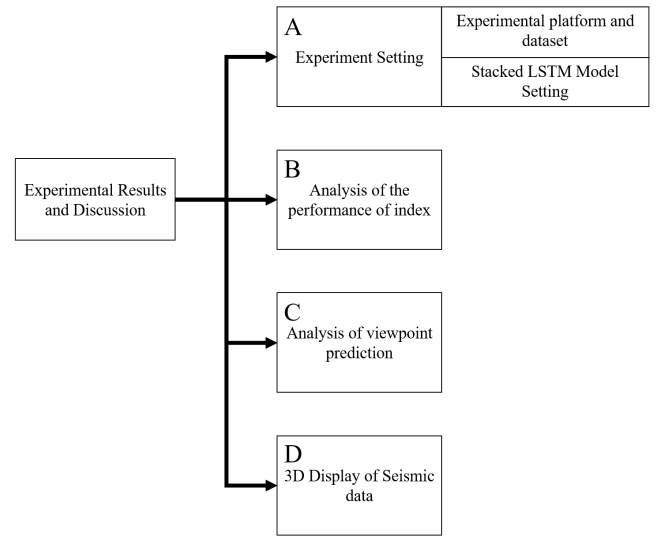 Experimental Results
and Discussion
A
Experiment Setting
Experimental platform and
dataset
Stacked LSTM Model
Setting
B
Analysis of the
performance of index
C
Analysis of viewpoint
prediction
D
3D Display of Seismic
data